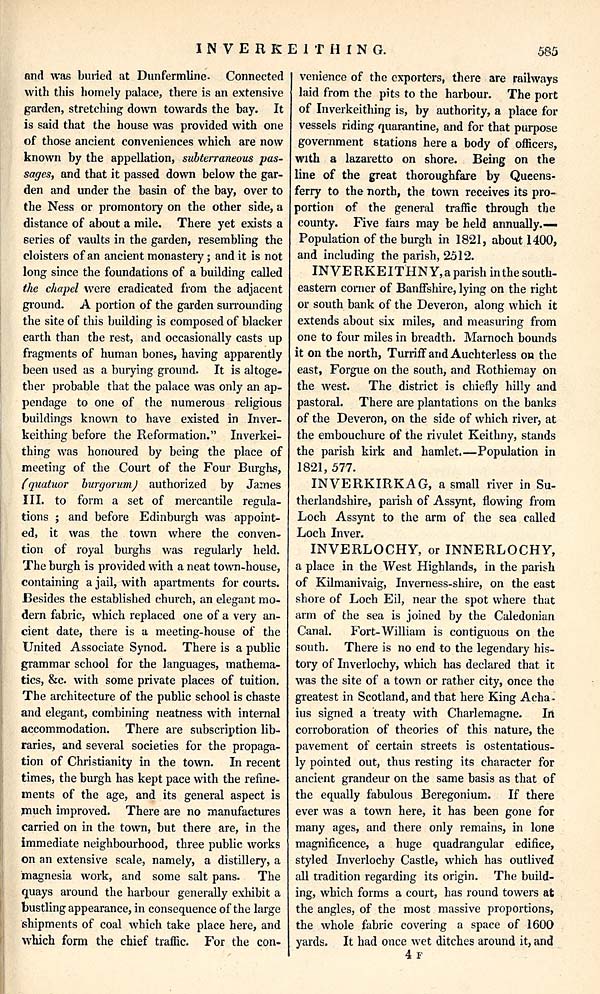 INVERKEITHING.
585
and was buried at Dunfermline. Connected
with this homely palace, there is an extensive
garden, stretching down towards the bay. It
is said that the house was provided with one
of those ancient conveniences which are now
known by the appellation, subterraneous pas-
sages, and that it passed down below the gar-
den and under the basin of the bay, over to
the Ness or promontory on the other side, a
distance of about a mile. There yet exists a
series of vaults in the garden, resembling the
cloisters of an ancient monastery; and it is not
long since the foundations of a building called
the chapel were eradicated from the adjacent
ground. A portion of the garden surrounding
the site of this building is composed of blacker
earth than the rest, and occasionally casts up
fragments of human bones, having apparently
been used as a burying ground. It is altoge-
ther probable that the palace was only an ap-
pendage to one of the numerous religious
buildings known to have existed in Inver-
keithing before the Reformation." Inverkei-
thing was honoured by being the place of
meeting of the Court of the Four Burghs,
(quatuor burgorum) authorized by James
III. to form a set of mercantile regula-
tions ; and before Edinburgh was appoint-
ed, it was the town where the conven-
tion of royal burghs was regularly held.
The burgh is provided with a neat town-house,
containing a jail, with apartments for courts.
Besides the established church, an elegant mo-
dern fabric, which replaced one of a very an-
cient date, there is a meeting-house of the
United Associate Synod. There is a public
grammar school for the languages, mathema-
tics, &c. with some private places of tuition.
The architecture of the public school is chaste
and elegant, combining neatness with internal
accommodation. There are subscription lib-
raries, and several societies for the propaga-
tion of Christianity in the town. In recent
times, the burgh has kept pace with the refine-
ments of the age, and its general aspect is
much improved. There are no manufactures
carried on in the town, but there are, in the
immediate neighbourhood, three public works
on an extensive scale, namely, a distillery, a
magnesia work, and some salt pans. The
quays around the harbour generally exhibit a
bustling appearance, in consequence of the large
shipments of coal which take place here, and
which form the chief traffic. For the con-
venience of the exporters, there are railways
laid from the pits to the harbour. The port
of Inverkeithing is, by authority, a place for
vessels riding quarantine, and for that purpose
government stations here a body of officers,
with a lazaretto on shore. Being on the
line of the great thoroughfare by Queens-
ferry to the north, the town receives its pro-
portion of the general traffic through the
county. Five fairs may be held annually.—
Population of the burgh in 1821, about 1400,
and including the parish, 2512.
INVERKEITHNY, a parish in the south-
eastern corner of Banffshire, lying on the right
or south bank of the Deveron, along which it
extends about six miles, and measuring from
one to four miles in breadth. Marnoch bounds
it on the north, Turriff and Auchterless on the
east, Forgue on the south, and Rothiemay on
the west. The district is chiefly hilly and
pastoral. There are plantations on the banks
of the Deveron, on the side of which river, at
the embouchure of the rivulet Keithny, stands
the parish kirk and hamlet.—Population in
1821, 577.
INVERKIRKAG, a small river in Su-
therlandshire, parish of Assynt, flowing from
Loch Assynt to the arm of the sea called
Loch Inver.
INVERLOCHY, or INNERLOCHY,
a place in the West Highlands, in the parish
of Kilmanivaig, Inverness-shire, on the east
shore of Loch Eil, near the spot where that
arm of the sea is joined by the Caledonian
Canal. Fort-William is contiguous on the
south. There is no end to the legendary his-
tory of Inverlochy, which has declared that it
was the site of a town or rather city, once the
greatest in Scotland, and that here King Acha-
ius signed a treaty with Charlemagne. In
corroboration of theories of this nature, the
pavement of certain streets is ostentatious-
ly pointed out, thus resting its character for
ancient grandeur on the same basis as that of
the equally fabulous Beregonium. If there
ever was a town here, it has been gone for
many ages, and there only remains, in lone
magnificence, a huge quadrangular edifice,
styled Inverlochy Castle, which has outlived
all tradition regarding its origin. The build-
ing, which forms a court, has round towers at
the angles, of the most massive proportions,
the whole fabric covering a space of 1600
yards. It had once wet ditches around it, and
4 F